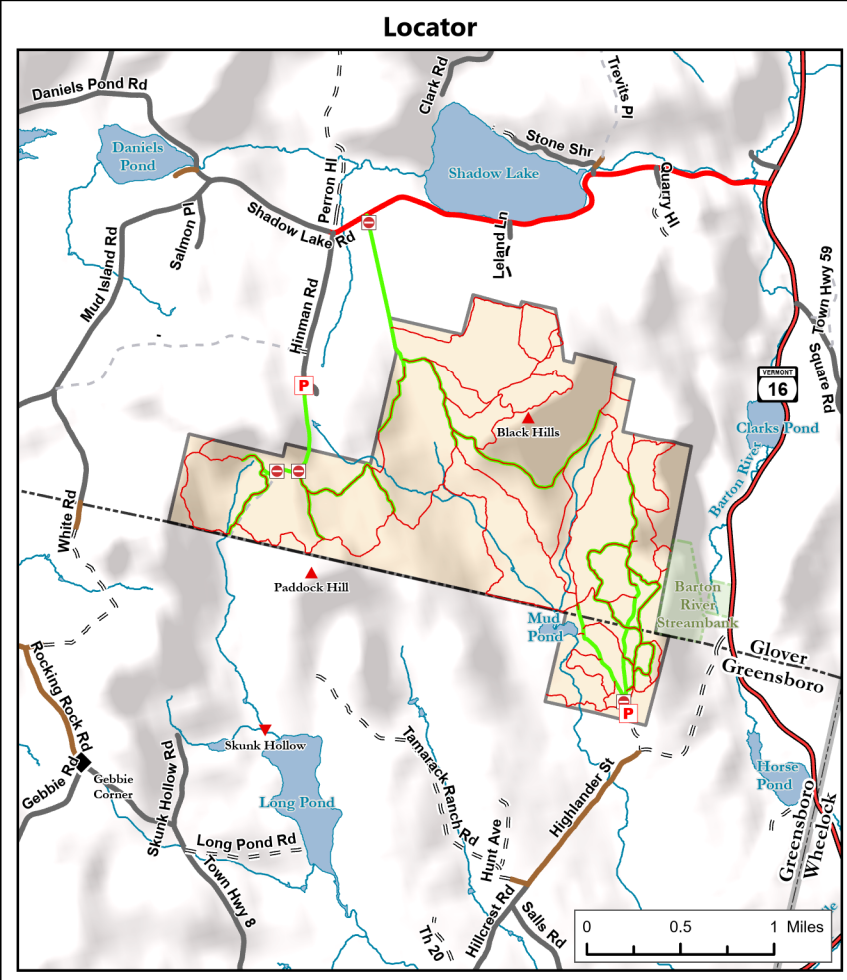 Locator
Daniels Pond Rd
Clark Rd
Trevits Pl
Daniels
Pond
Stone Shr
Shadow Lake
Perron Hl
Quarry Hl
Salmon Pl
Shadow Lake Rd
Leland Ln
Mud Island Rd
Hinman Rd
Town Hwy 59
Square Rd
VERMONT
16
P
Black Hills
Clarks Pond
Barton River
White Rd
Paddock Hill
Barton
River
Streambank
Mud
Pond
Glover
Greensboro
P
Rocking Rock Rd
Gebbie Rd
Gebbie
Corner
Skunk Hollow Rd
Skunk Hollow
Long Pond
Long Pond Rd
Town Hwy 8
Tamarack Ranch Rd
Hunt Ave
Highlander St
Horse
Pond
Greensboro
Wheelock
Hillcrest Rd
Salls Rd
Th 20
0 0.5 1 Miles